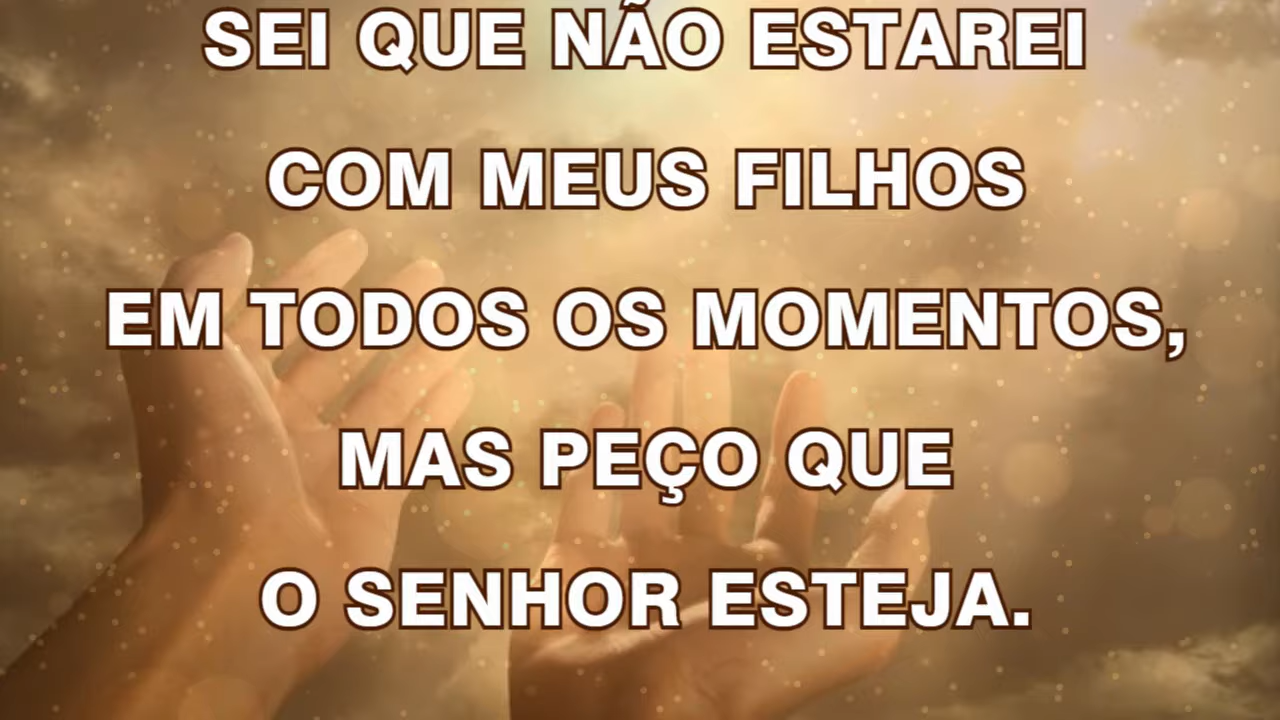 SEI QUE NÃO ESTAREI
COM MEUS FILHOS
EM TODOS OS MOMENTOS,
MAS PEÇO QUE
O SENHOR ESTEJA.